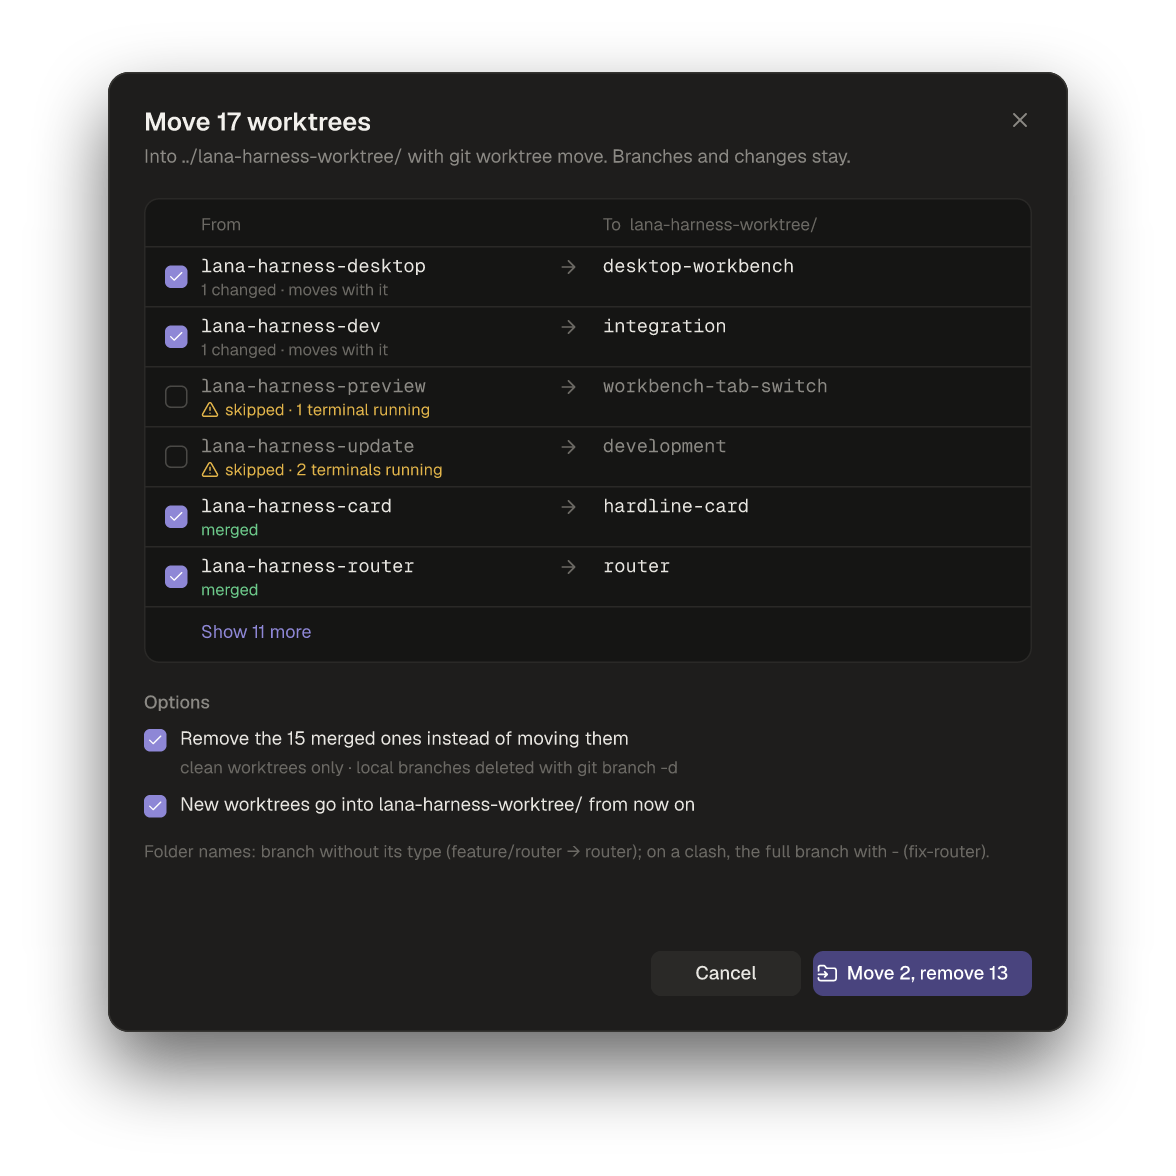 Move 17 worktrees
Into ../lana-harness-worktree/ with git worktree move. Branches and changes stay.
From To lana-harness-worktree/
lana-harness-desktop → desktop-workbench
1 changed · moves with it
lana-harness-dev → integration
1 changed · moves with it
lana-harness-preview → workbench-tab-switch
skipped · 1 terminal running
lana-harness-update → development
skipped · 2 terminals running
lana-harness-card → hardline-card
merged
lana-harness-router → router
merged
Show 11 more
Options
Remove the 15 merged ones instead of moving them
clean worktrees only · local branches deleted with git branch -d
New worktrees go into lana-harness-worktree/ from now on
Folder names: branch without its type (feature/router → router); on a clash, the full branch with - (fix-router).
Cancel Move 2, remove 13